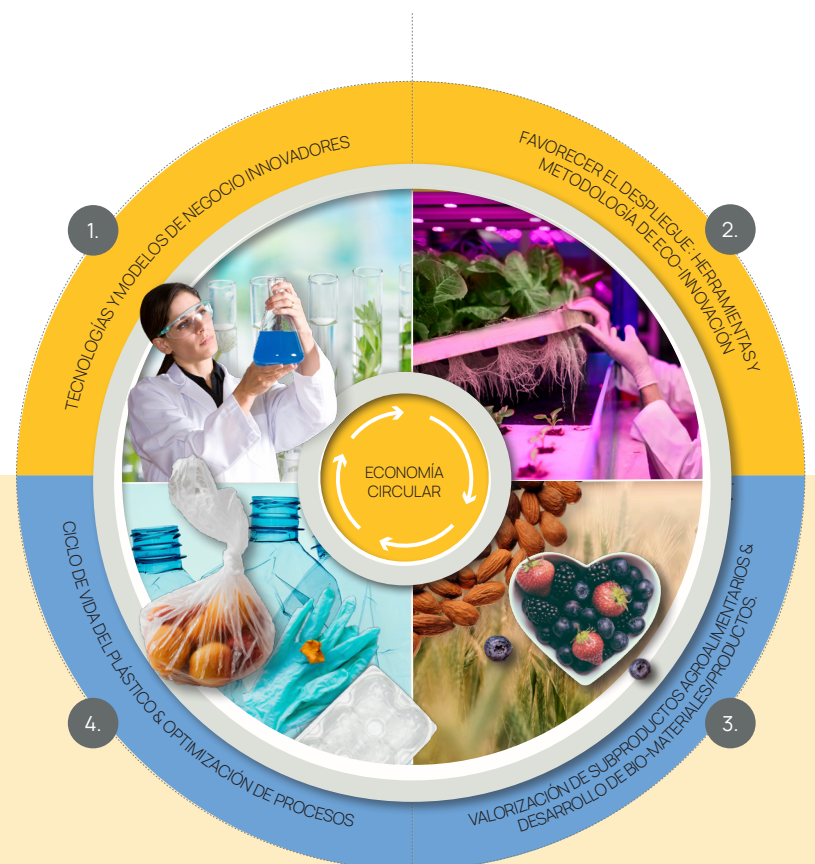 1.
TECNOLOGÍAS Y MODELOS DE NEGOCIO INNOVADORES
2.
FAVORECER EL DESPLIEGUE: HERRAMIENTAS Y
METODOLOGÍA DE ECO-INNOVACIÓN
ECONOMÍA
CIRCULAR
3.
VALORIZACIÓN DE SUBPRODUCTOS AGROALIMENTARIOS &
DESARROLLO DE BIO-MATERIALES/PRODUCTOS.
4.
CICLO DE VIDA DEL PLÁSTICO & OPTIMIZACIÓN DE PROCESOS